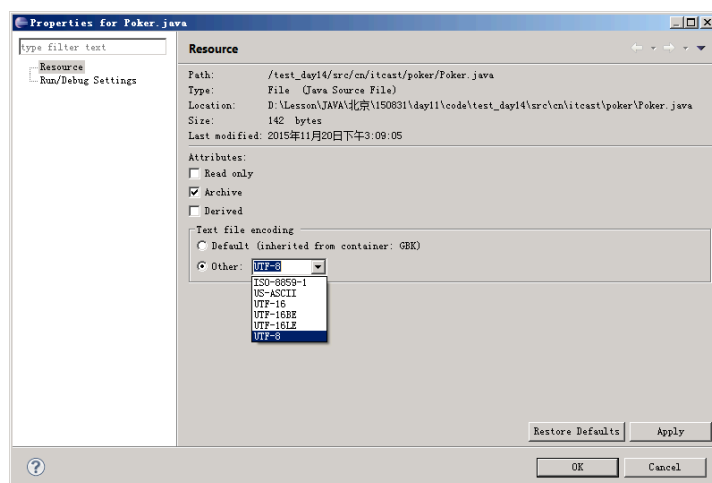 Properties for Poker.java
type filter text
Resource
Run/Debug Settings
Resource
Path: /test_day14/src/cn/itcast/poker/Poker.java
Type: File (Java Source File)
Location: D:\Lesson\JAVA\北京\150831\day11\code\test_day14\src\cn\itcast\poker\Poker.java
Size: 142 bytes
Last modified: 2015年11月20日下午3:09:05
Attributes:
Read only
Archive
Derived
Text file encoding
Default (inherited from container: GBK)
Other: UTF-8
ISO-8859-1
US-ASCII
UTF-16
UTF-16BE
UTF-16LE
UTF-8
Restore Defaults Apply
OK Cancel